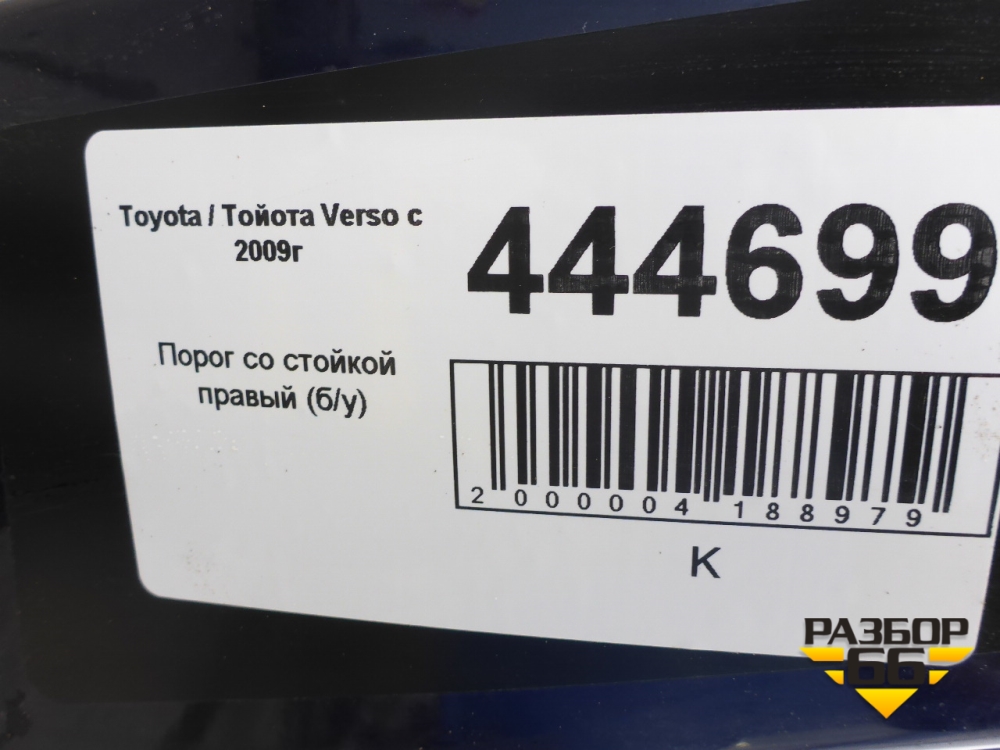 Toyota / Тойота Verso с
2009г
444699
Порог со стойкой
правый (б/у)
2 000004 188979
K
РАЗБОР
66